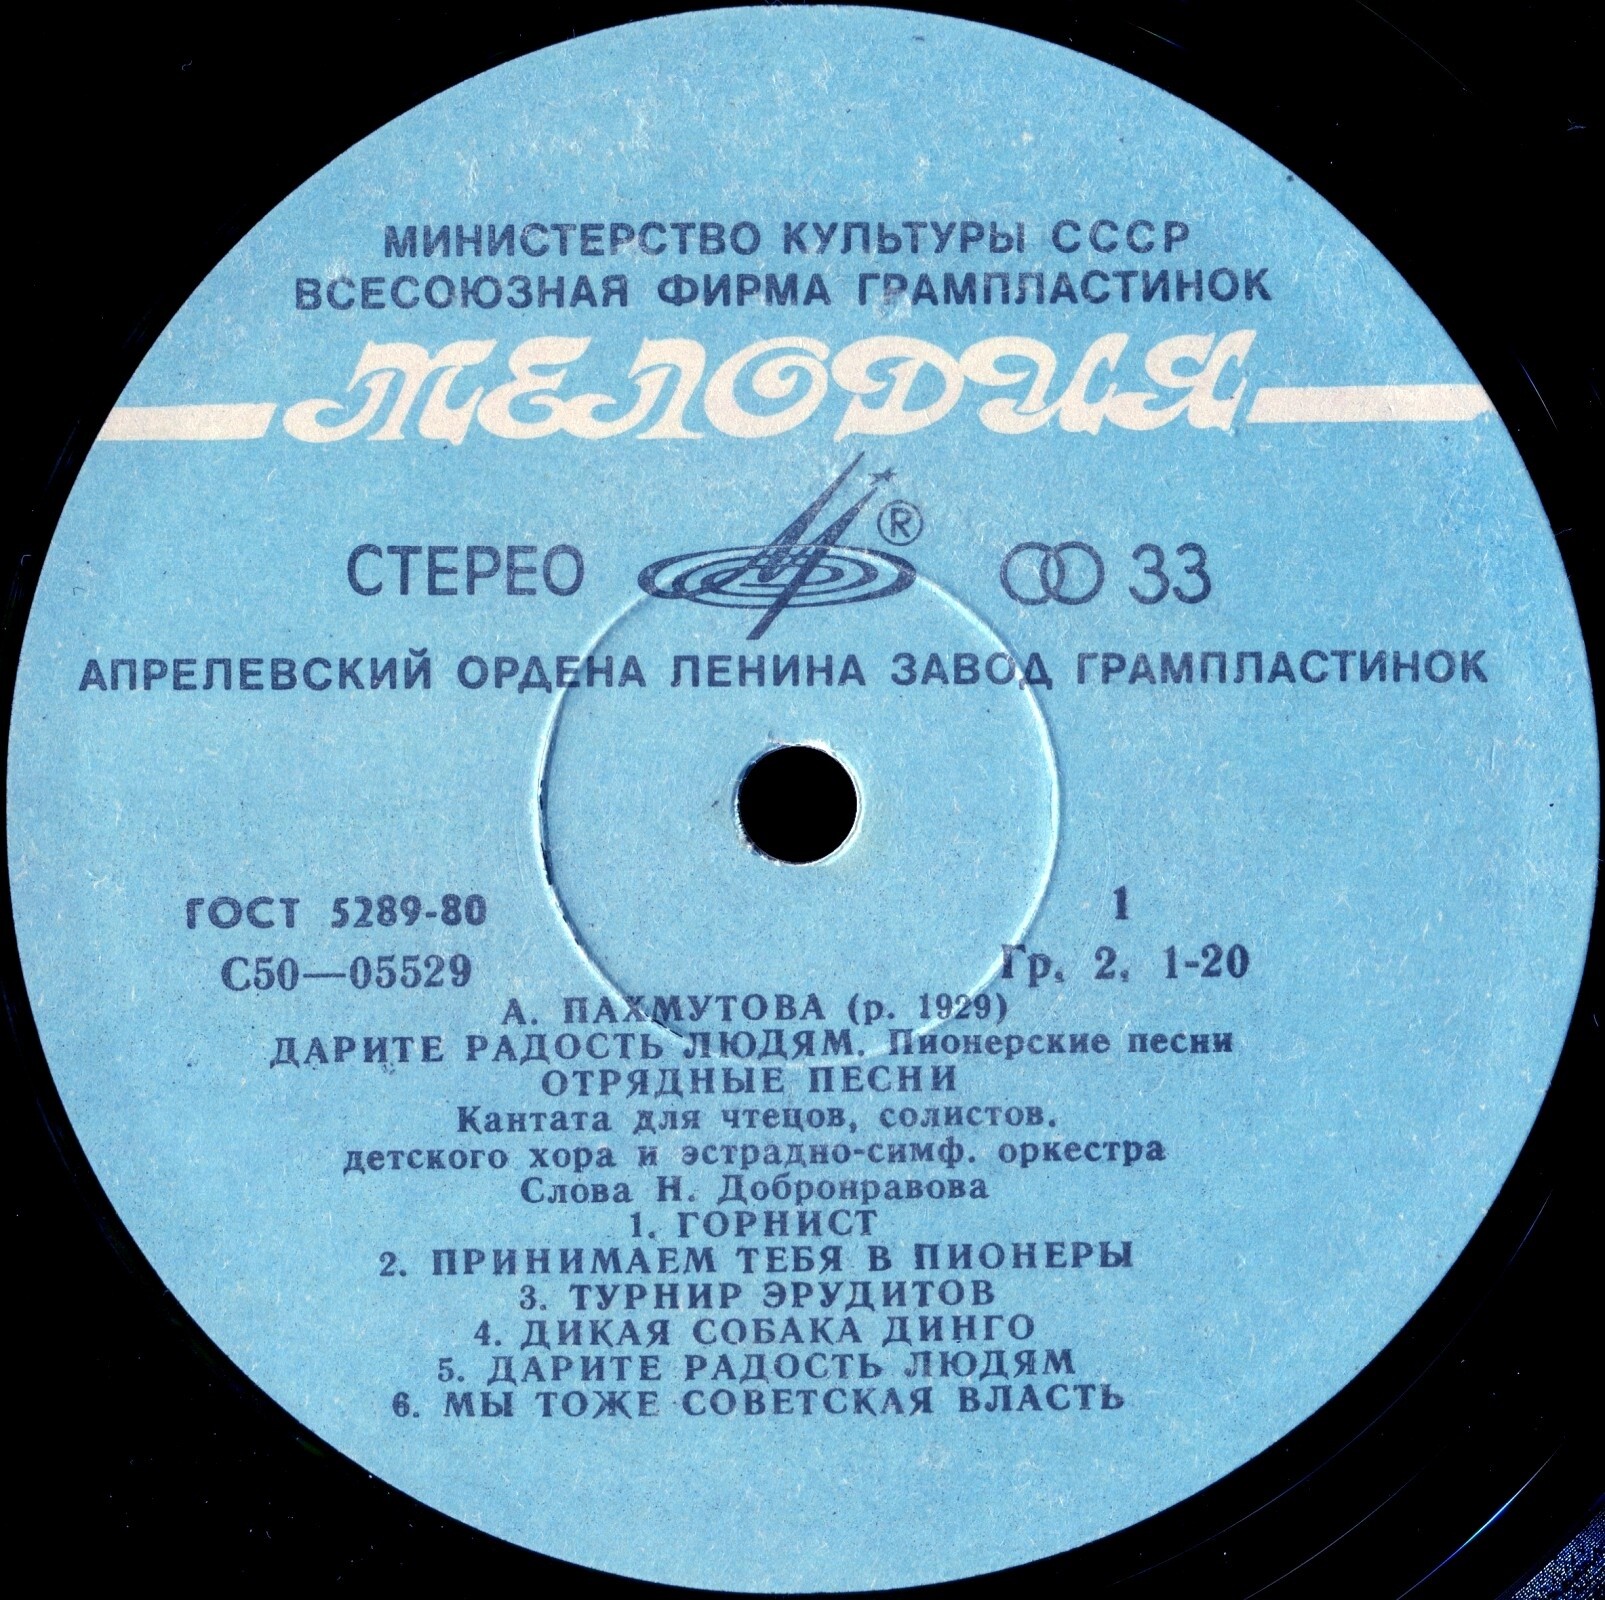 МИНИСТЕРСТВО КУЛЬТУРЫ СССР
ВСЕСОЮЗНАЯ ФИРМА ГРАМПЛАСТИНОК
МЕЛОДИЯ
СТЕРЕО ® 33
АПРЕЛЕВСКИЙ ОРДЕНА ЛЕНИНА ЗАВОД ГРАМПЛАСТИНОК
ГОСТ 5289-80 1
С50—05529 Гр. 2, 1-20
А. ПАХМУТОВА (р. 1929)
ДАРИТЕ РАДОСТЬ ЛЮДЯМ. Пионерские песни
ОТРЯДНЫЕ ПЕСНИ
Кантата для чтецов, солистов.
детского хора и эстрадно-симф. оркестра
Слова Н. Добронравова
1. ГОРНИСТ
2. ПРИНИМАЕМ ТЕБЯ В ПИОНЕРЫ
3. ТУРНИР ЭРУДИТОВ
4. ДИКАЯ СОБАКА ДИНГО
5. ДАРИТЕ РАДОСТЬ ЛЮДЯМ
6. МЫ ТОЖЕ СОВЕТСКАЯ ВЛАСТЬ